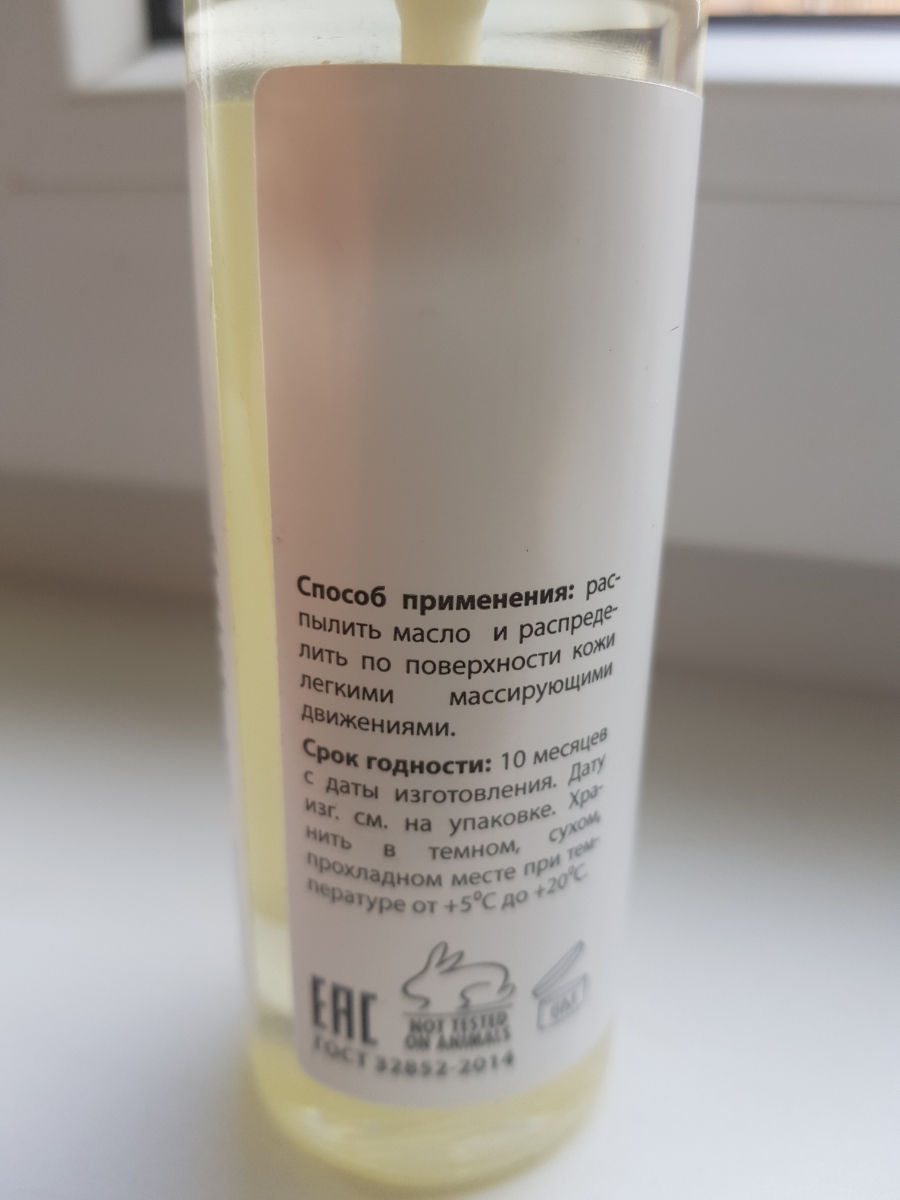 Способ применения: рас-
пылить масло и распреде-
лить по поверхности кожи
легкими массирующими
движениями.
Срок годности: 10 месяцев
с даты изготовления. Дату
изг. см. на упаковке. Хра-
нить в темном, сухом,
прохладном месте при тем-
пературе от +5⁰С до +20⁰С.
EAC
NOT TESTED
ON ANIMALS
ГОСТ 32852-2014